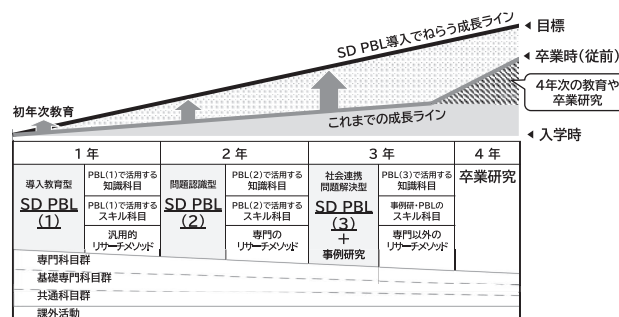 SD PBL導入でねらう成長ライン
目標
卒業時(従前)
4年次の教育や
卒業研究
初年次教育
これまでの成長ライン
入学時
1年
2年
3年
4年
導入教育型
SD PBL
(1)
PBL(1)で活用する
知識科目
PBL(1)で活用する
スキル科目
汎用的
リサーチメソッド
問題認識型
SD PBL
(2)
PBL(2)で活用する
知識科目
PBL(2)で活用する
スキル科目
専門の
リサーチメソッド
社会連携
問題解決型
SD PBL
(3)
+
事例研究
PBL(3)で活用する
知識科目
事例研・PBLの
スキル科目
専門以外の
リサーチメソッド
卒業研究
専門科目群
基礎専門科目群
共通科目群
課外活動